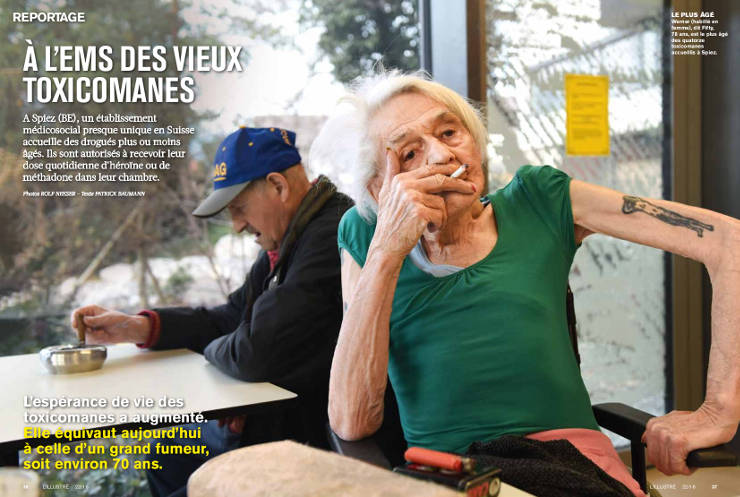 REPORTAGE
À L'EMS DES VIEUX
TOXICOMANES
A Spiez (BE), un établissement
médicosocial presque unique en Suisse
accueille des drogués plus ou moins
âgés. Ils sont autorisés à recevoir leur
dose quotidienne d'héroïne ou de
méthadone dans leur chambre.
Photos ROLF NEESER – Texte PATRICK BAUMANN
LE PLUS ÂGÉ
Werner (habillé en
femme), dit Fifty,
78 ans, est le plus âgé
des quatorze
toxicomanes
accueillis à Spiez.
AG
L'espérance de vie des
toxicomanes a augmenté.
Elle équivaut aujourd'hui
à celle d'un grand fumeur,
soit environ 70 ans.
L'ILLUSTRÉ
L'ILLUSTRÉ